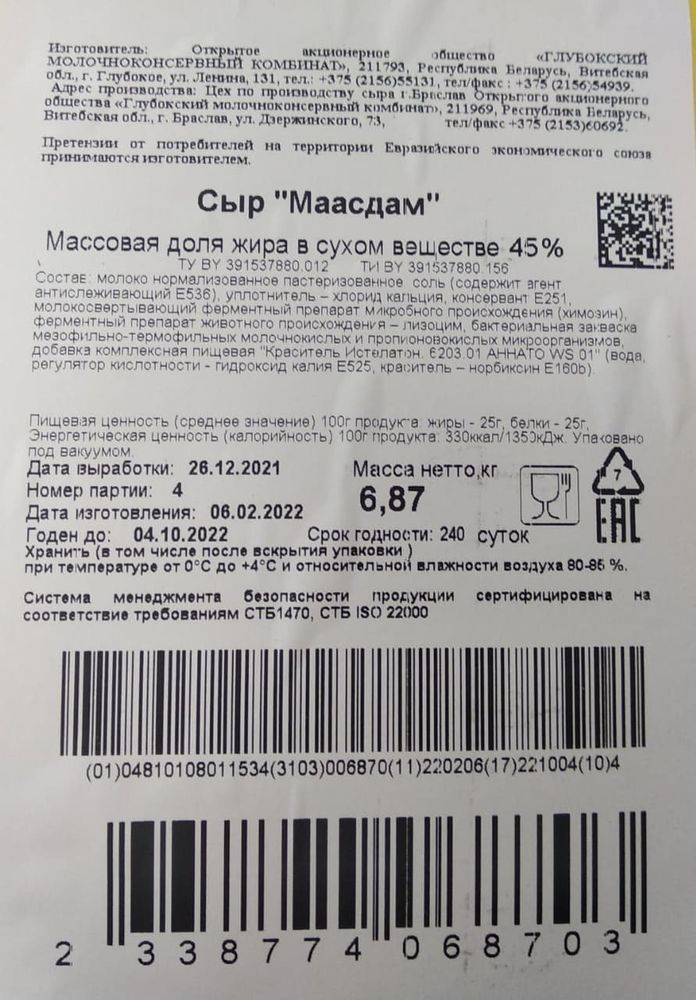 Изготовитель: Открытое акционерное общество «ГЛУБОКСКИЙ
МОЛОЧНОКОНСЕРВНЫЙ КОМБИНАТ», 211793, Республика Беларусь, Витебская
обл., г. Глубокое, ул. Ленина, 131, тел.: +375 (2156)55131, тел/факс : +375 (2156)54939.
Адрес производства: Цех по производству сыра г.Браслав Открытого акционерного
общества «Глубокский молочноконсервный комбинат», 211969, Республика Беларусь,
Витебская обл., г. Браслав, ул. Дзержинского, 73, тел/факс +375 (2153)60692.
Претензии от потребителей на территории Евразийского экономического союза
принимаются изготовителем.
Сыр "Маасдам"
Массовая доля жира в сухом веществе 45%
ТУ BY 391537880.012 ТИ BY 391537880.156
Состав: молоко нормализованное пастеризованное соль (содержит агент
антислеживающий Е536), уплотнитель – хлорид кальция, консервант Е251,
молокосвертывающий ферментный препарат микробного происхождения (химозин),
ферментный препарат животного происхождения – лизоцим, бактериальная закваска
мезофильно-термофильных молочнокислых и пропионовокислых микроорганизмов,
добавка комплексная пищевая "Краситель Истелатон. 6203.01 АННАТО WS 01" (вода,
регулятор кислотности - гидроксид калия Е525, краситель – норбиксин Е160b).
Пищевая ценность (среднее значение) 100г продукта: жиры - 25г, белки - 25г,
Энергетическая ценность (калорийность) 100г продукта: 330ккал/1350кДж. Упаковано
под вакуумом.
Дата выработки: 26.12.2021 Масса нетто,кг
Номер партии: 4 6,87
Дата изготовления: 06.02.2022
Годен до: 04.10.2022 Срок годности: 240 суток
7
EAC
Хранить (в том числе после вскрытия упаковки )
при температуре от 0°С до +4°С и относительной влажности воздуха 80-85 %.
Система менеджмента безопасности продукции сертифицирована на
соответствие требованиям СТБ1470, СТБ ISO 22000
(01)04810108011534(3103)006870(11)220206(17)221004(10)4
2 338774 068703